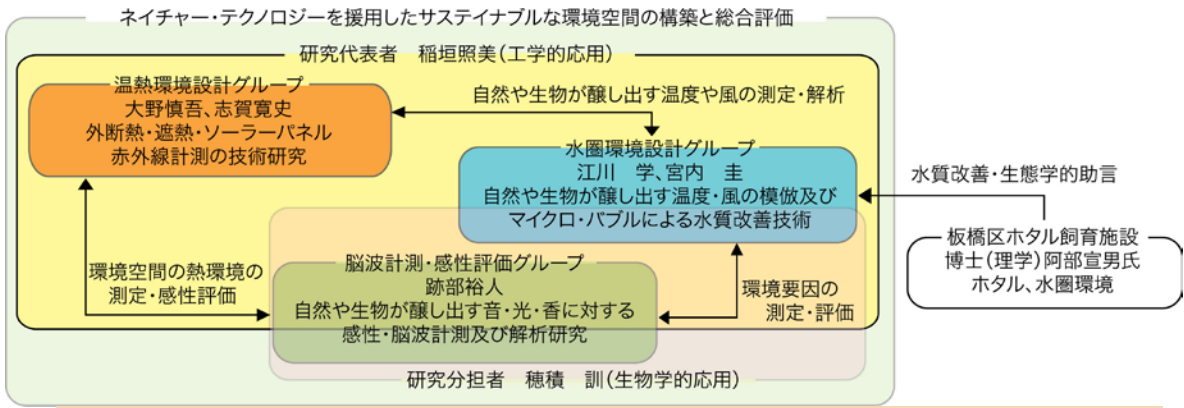 ネイチャー・テクノロジーを援用したサステイナブルな環境空間の構築と総合評価
研究代表者　稲垣照美(工学的応用)
温熱環境設計グループ
大野慎吾、志賀寛史
外断熱・遮熱・ソーラーパネル
赤外線計測の技術研究
自然や生物が醸し出す温度や風の測定・解析
水圏環境設計グループ
江川　学、宮内　圭
自然や生物が醸し出す温度・風の模倣及び
マイクロ・バブルによる水質改善技術
水質改善・生態学的助言
板橋区ホタル飼育施設
博士(理学)阿部宣男氏
ホタル、水圏環境
環境空間の熱環境の
測定・感性評価
脳波計測・感性評価グループ
跡部裕人
自然や生物が醸し出す音・光・香に対する
感性・脳波計測及び解析研究
環境要因の
測定・評価
研究分担者　穂積　訓(生物学的応用)